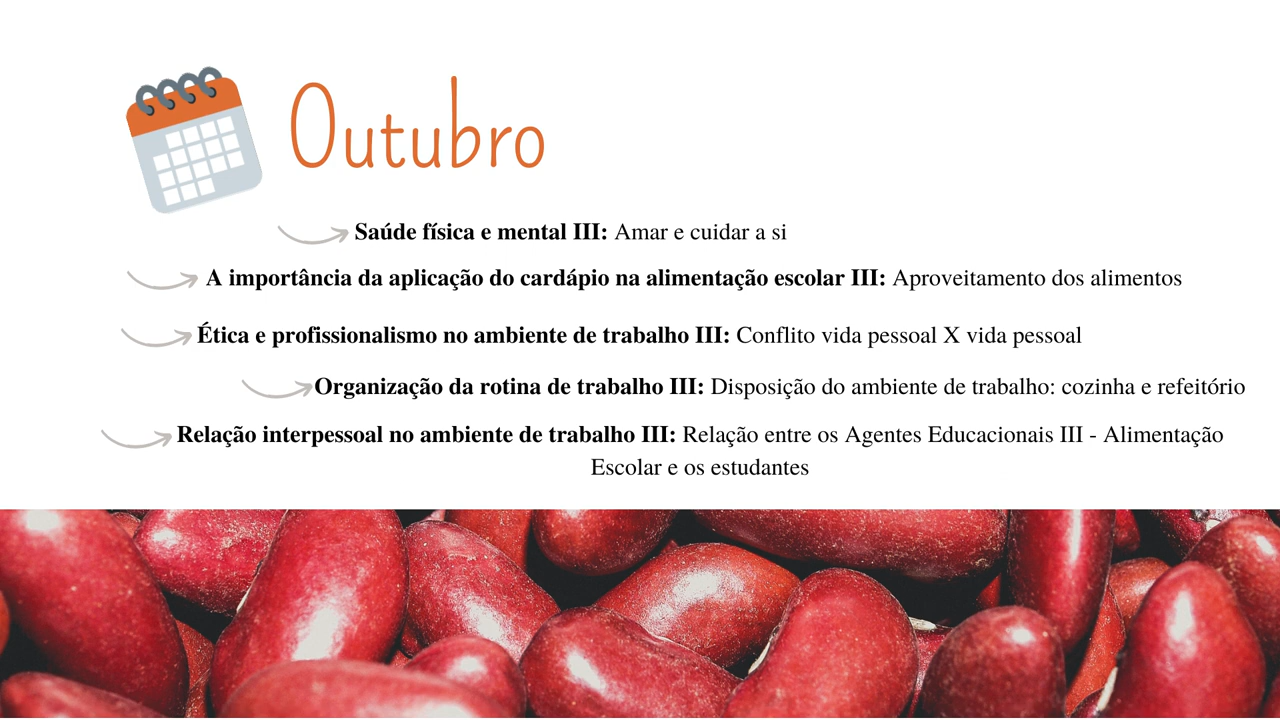 Outubro
Saúde física e mental III: Amar e cuidar a si
A importância da aplicação do cardápio na alimentação escolar III: Aproveitamento dos alimentos
Ética e profissionalismo no ambiente de trabalho III: Conflito vida pessoal X vida pessoal
Organização da rotina de trabalho III: Disposição do ambiente de trabalho: cozinha e refeitório
Relação interpessoal no ambiente de trabalho III: Relação entre os Agentes Educacionais III - Alimentação
Escolar e os estudantes